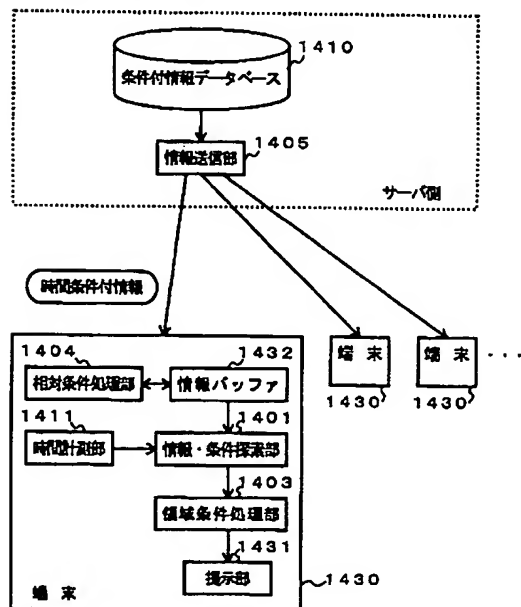 1410
条件付情報データベース
1405
情報送信部
サーバ側
時間条件付情報
1404
1432
相対条件処理部
情報バッファ
1411
1401
時間計測部
情報・条件探索部
1403
領域条件処理部
1431
提示部
端末
1430
端末
1430
端末
1430
・・・